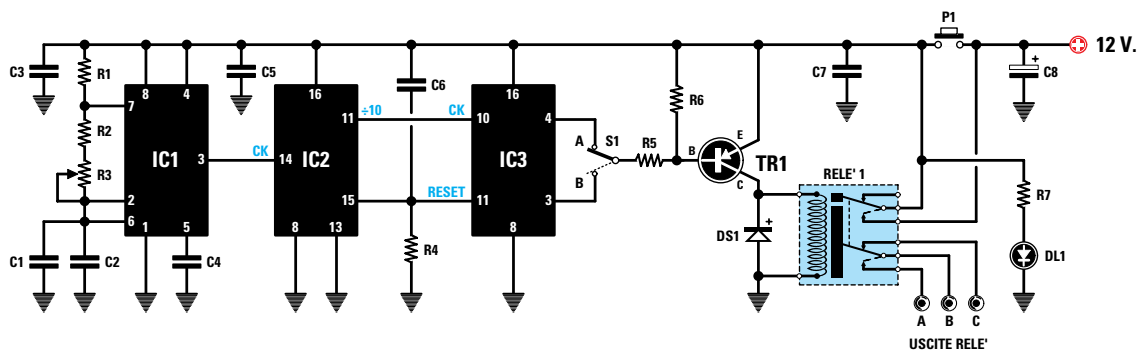 P1
12 V.
C3
R1
C5
C6
R6
C7
+
C8
8
4
7
R2
R3
2
6
IC1
3
CK
1
5
C1
C2
C4
16
11
÷10
CK
14
IC2
15
RESET
8
13
R4
16
10
4
IC3
11
3
8
A
S1
B
R5
B
E
C
TR1
DS1
+
RELE' 1
R7
DL1
A
B
C
USCITE RELE'